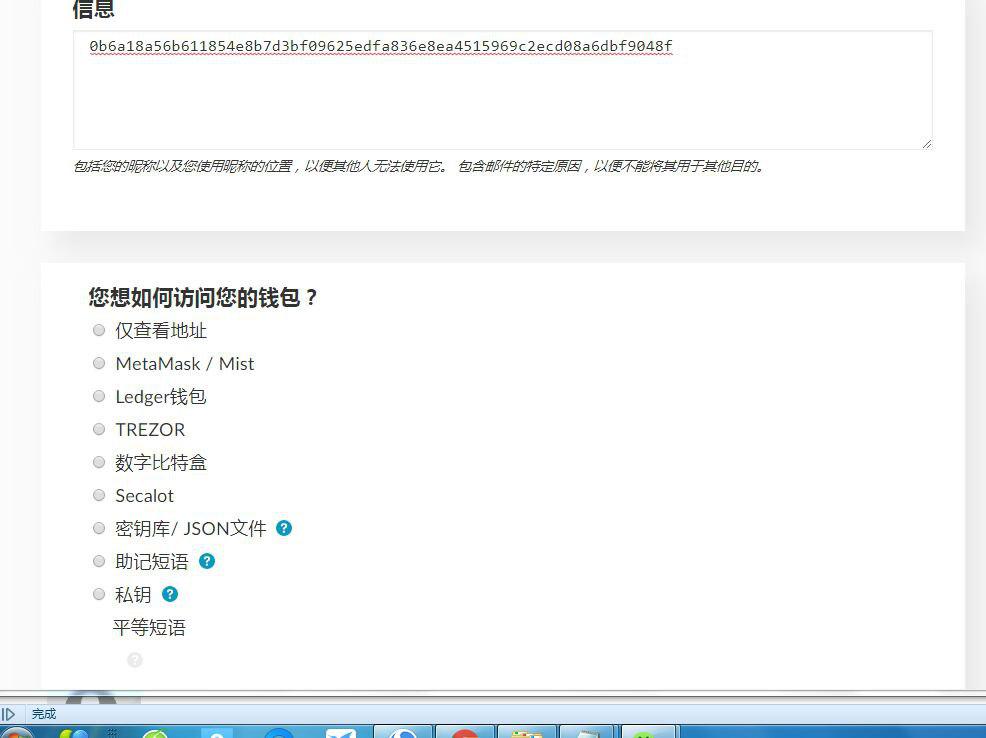 信息
0b6a18a56b611854e8b7d3bf09625edfa836e8ea4515969c2ecd08a6dbf9048f
包括您的昵称以及您使用昵称的位置，以便其他人无法使用它。 包含邮件的特定原因，以便不能将其用于其他目的。
您想如何访问您的钱包？
仅查看地址
MetaMask / Mist
Ledger钱包
TREZOR
数字比特盒
Secalot
密钥库/ JSON文件 ?
助记短语 ?
私钥 ?
平等短语
?
完成